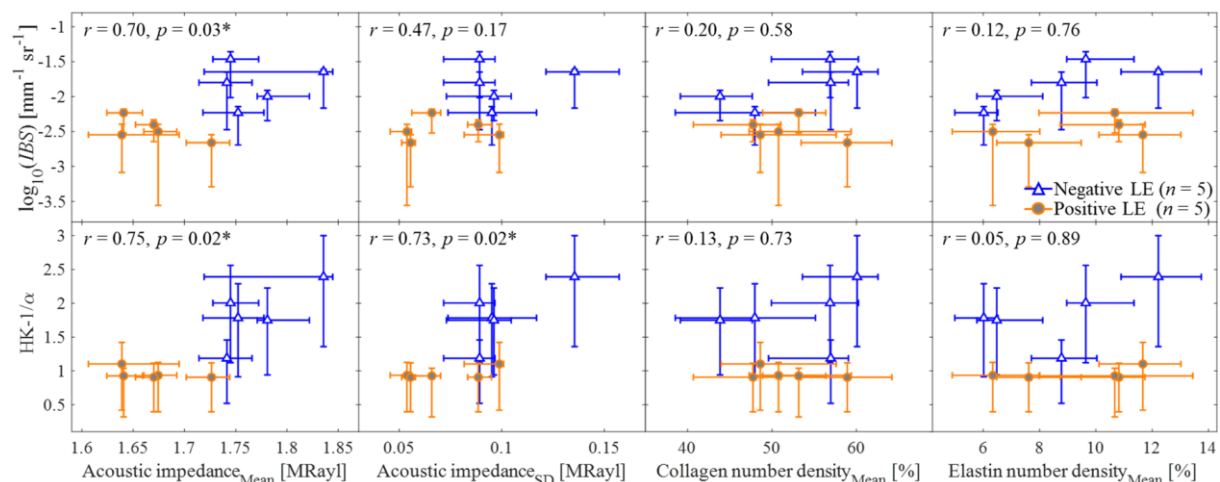 r = 0.70, p = 0.03*
r = 0.47, p = 0.17
r = 0.20, p = 0.58
r = 0.12, p = 0.76
log10(IBS) [mm-1 sr-1]
-1
-1.5
-2
-2.5
-3
-3.5
Negative LE (n = 5)
Positive LE (n = 5)
r = 0.75, p = 0.02*
r = 0.73, p = 0.02*
r = 0.13, p = 0.73
r = 0.05, p = 0.89
HK-1/α
3
2.5
2
1.5
1
0.5
1.6 1.65 1.7 1.75 1.8 1.85
0.05 0.1 0.15
40 50 60
6 8 10 12 14
Acoustic impedanceMean [MRayl]
Acoustic impedanceSD [MRayl]
Collagen number densityMean [%]
Elastin number densityMean [%]